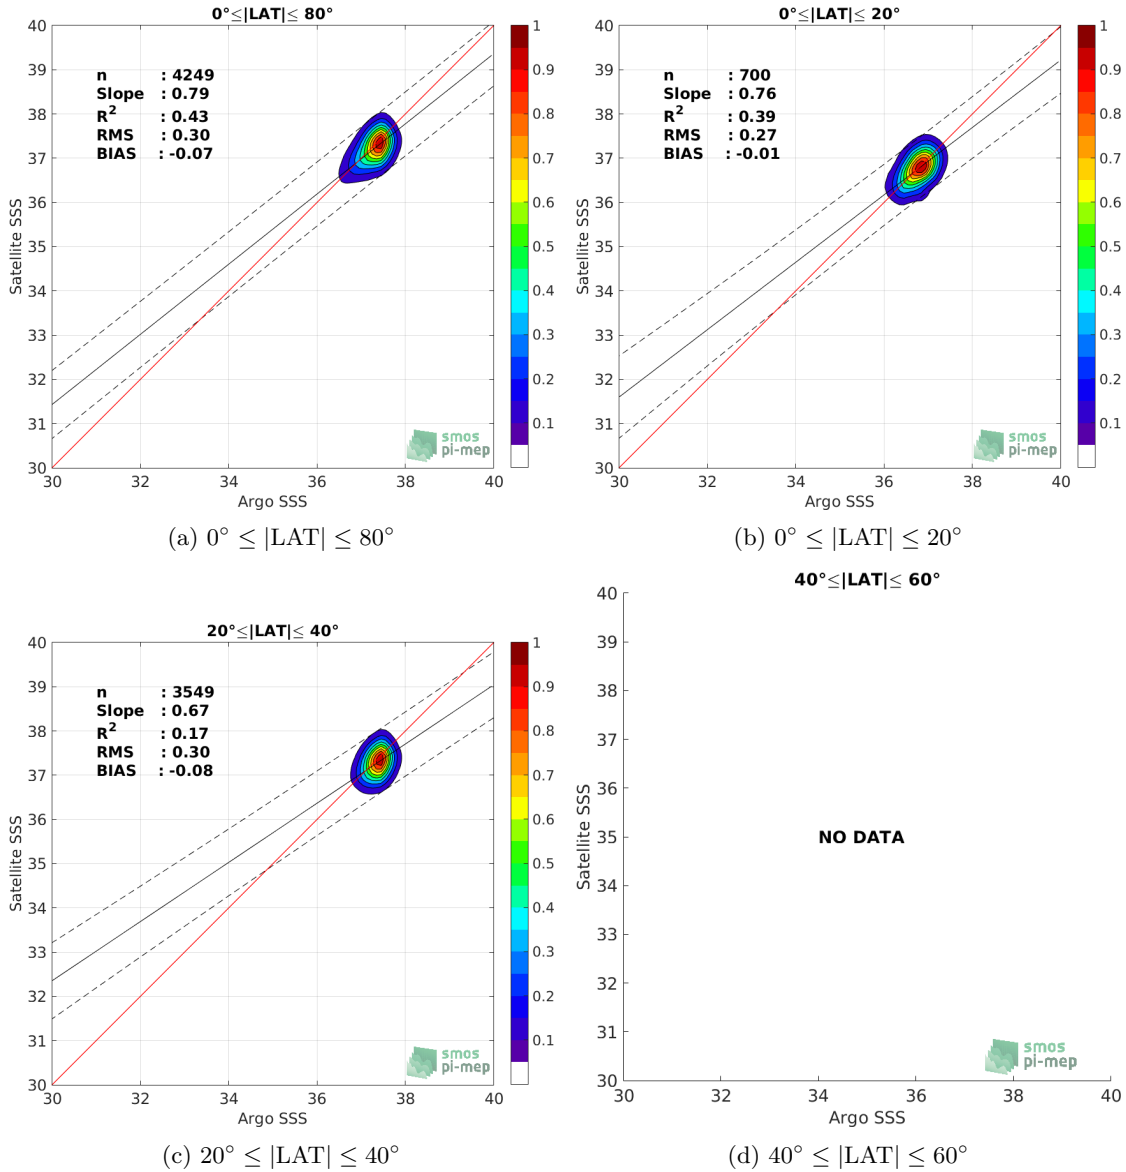 0°≤|LAT|≤ 80°
40
39
38
37
36
35
34
33
32
31
30
Satellite SSS
n : 4249
Slope : 0.79
R2 : 0.43
RMS : 0.30
BIAS : -0.07
smos
pi-mep
30 32 34 36 38 40
Argo SSS
1
0.9
0.8
0.7
0.6
0.5
0.4
0.3
0.2
0.1
(a) 0° ≤ |LAT| ≤ 80°
0°≤|LAT|≤ 20°
40
39
38
37
36
35
34
33
32
31
30
Satellite SSS
n : 700
Slope : 0.76
R2 : 0.39
RMS : 0.27
BIAS : -0.01
smos
pi-mep
30 32 34 36 38 40
Argo SSS
1
0.9
0.8
0.7
0.6
0.5
0.4
0.3
0.2
0.1
(b) 0° ≤ |LAT| ≤ 20°
20°≤|LAT|≤ 40°
40
39
38
37
36
35
34
33
32
31
30
Satellite SSS
n : 3549
Slope : 0.67
R2 : 0.17
RMS : 0.30
BIAS : -0.08
smos
pi-mep
30 32 34 36 38 40
Argo SSS
1
0.9
0.8
0.7
0.6
0.5
0.4
0.3
0.2
0.1
(c) 20° ≤ |LAT| ≤ 40°
40°≤|LAT|≤ 60°
40
39
38
37
36
35
34
33
32
31
30
Satellite SSS
NO DATA
smos
pi-mep
30 32 34 36 38 40
Argo SSS
(d) 40° ≤ |LAT| ≤ 60°